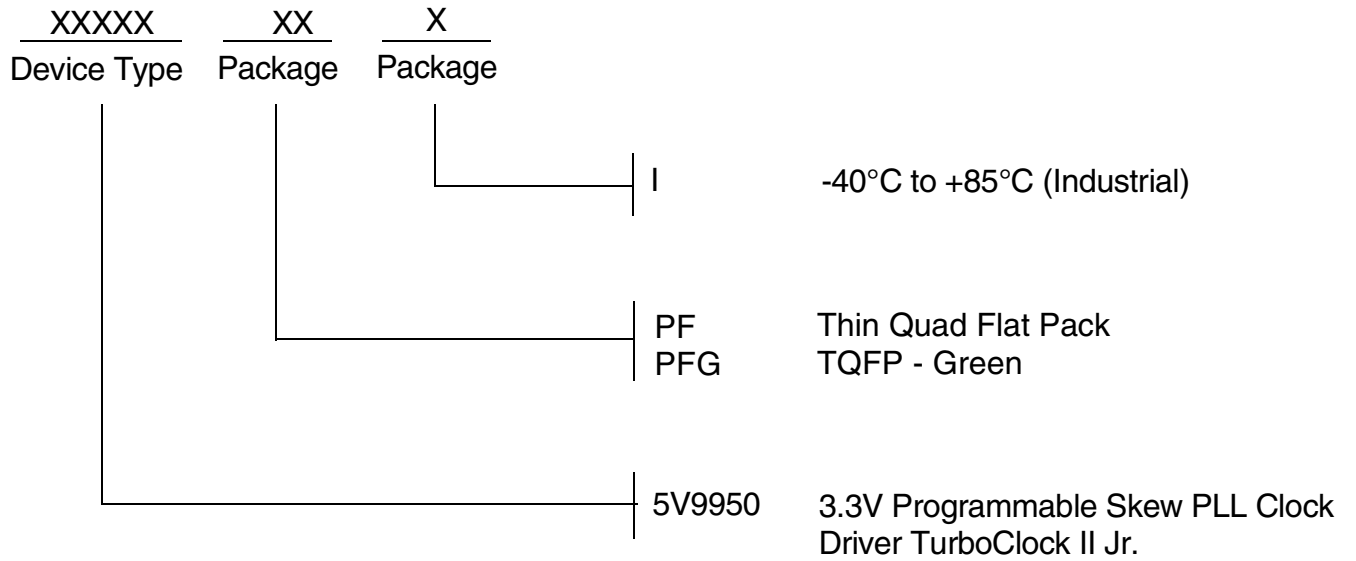 XXXXX XX X
Device Type Package Package
I -40°C to +85°C (Industrial)
PF Thin Quad Flat Pack
PFG TQFP - Green
5V9950 3.3V Programmable Skew PLL Clock
Driver TurboClock II Jr.